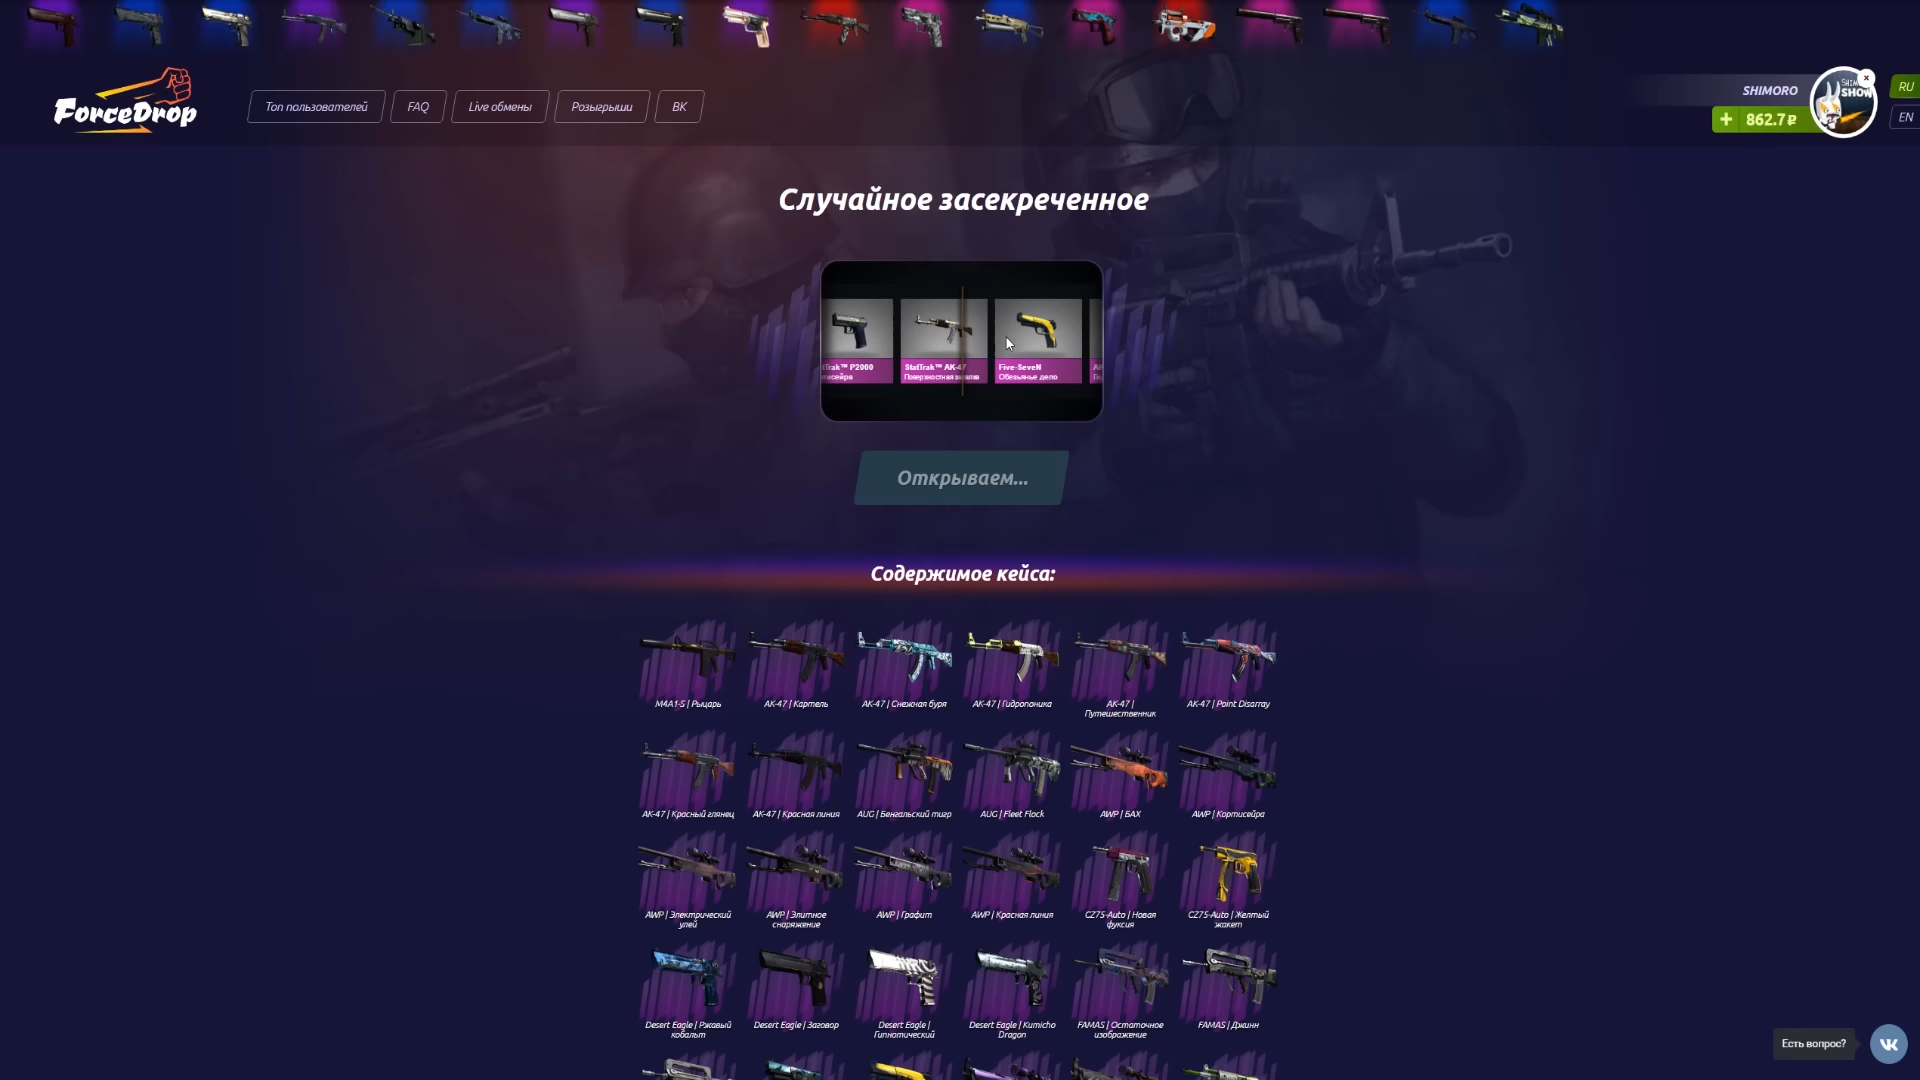 ForceDrop
Топ пользователей
FAQ
Live обмены
Розыгрыши
ВК
SHIMORO
862.7₽
SHOW
RU
EN
Случайное засекреченное
StatTrak™ AK-47
Поверхностная закалка
Five-SeveN
Обезьянье дело
Открываем...
Содержимое кейса:
M4A1-S | Рыцарь
AK-47 | Картель
AK-47 | Снежная буря
AK-47 | Гидропоника
AK-47 |
Путешественник
AK-47 | Point Disarray
AK-47 | Красный глянец
AK-47 | Красная линия
AUG | Бенгальский тигр
AUG | Fleet Flock
AWP | БАХ
AWP | Кортисейра
AWP | Электрический
улей
AWP | Элитное
снаряжение
AWP | Графит
AWP | Красная линия
CZ75-Auto | Новая
фуксия
CZ75-Auto | Желтый
жакет
Desert Eagle | Ржавый
кобальт
Desert Eagle | Заговор
Desert Eagle |
Гипнотический
Desert Eagle | Kumicho
Dragon
FAMAS | Остаточное
изображение
FAMAS | Джинн
Есть вопрос?